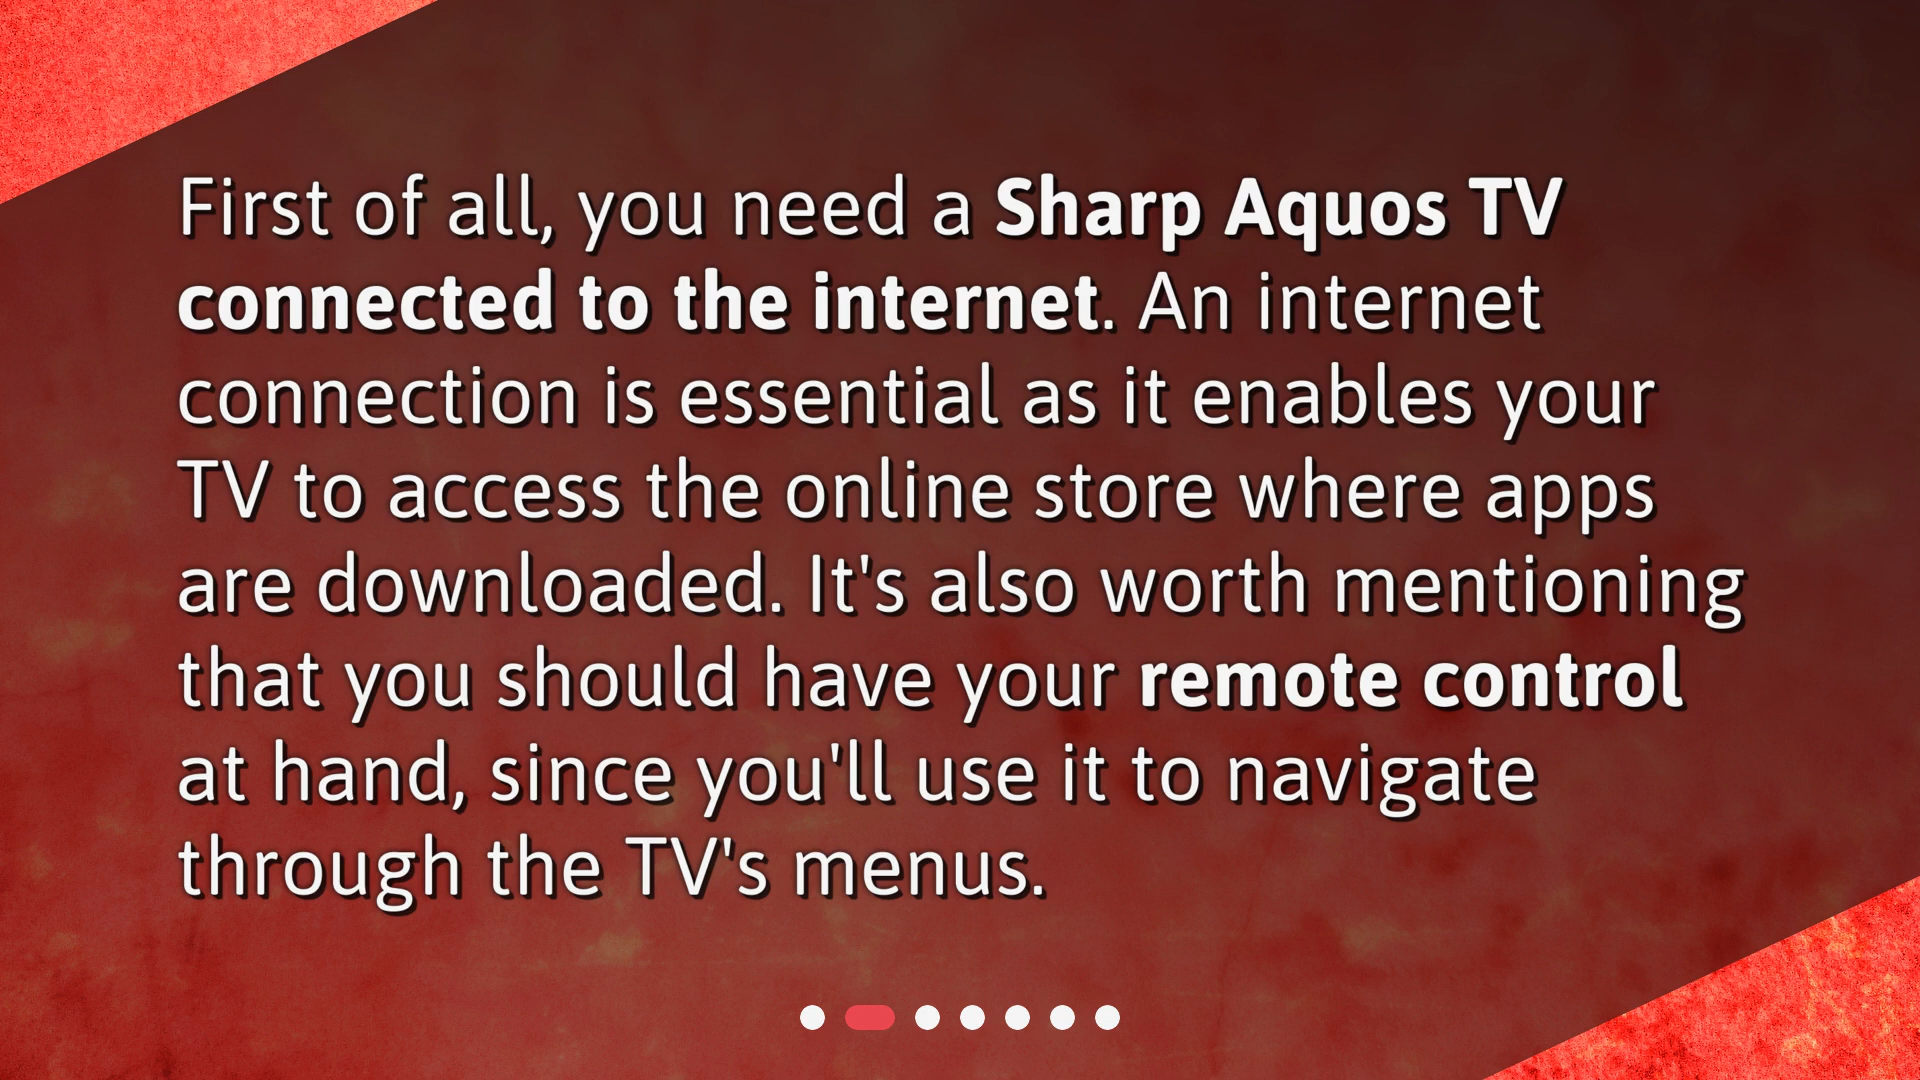 First of all, you need a Sharp Aquos TV
connected to the internet. An internet
connection is essential as it enables your
TV to access the online store where apps
are downloaded. It's also worth mentioning
that you should have your remote control
at hand, since you'll use it to navigate
through the TV's menus.